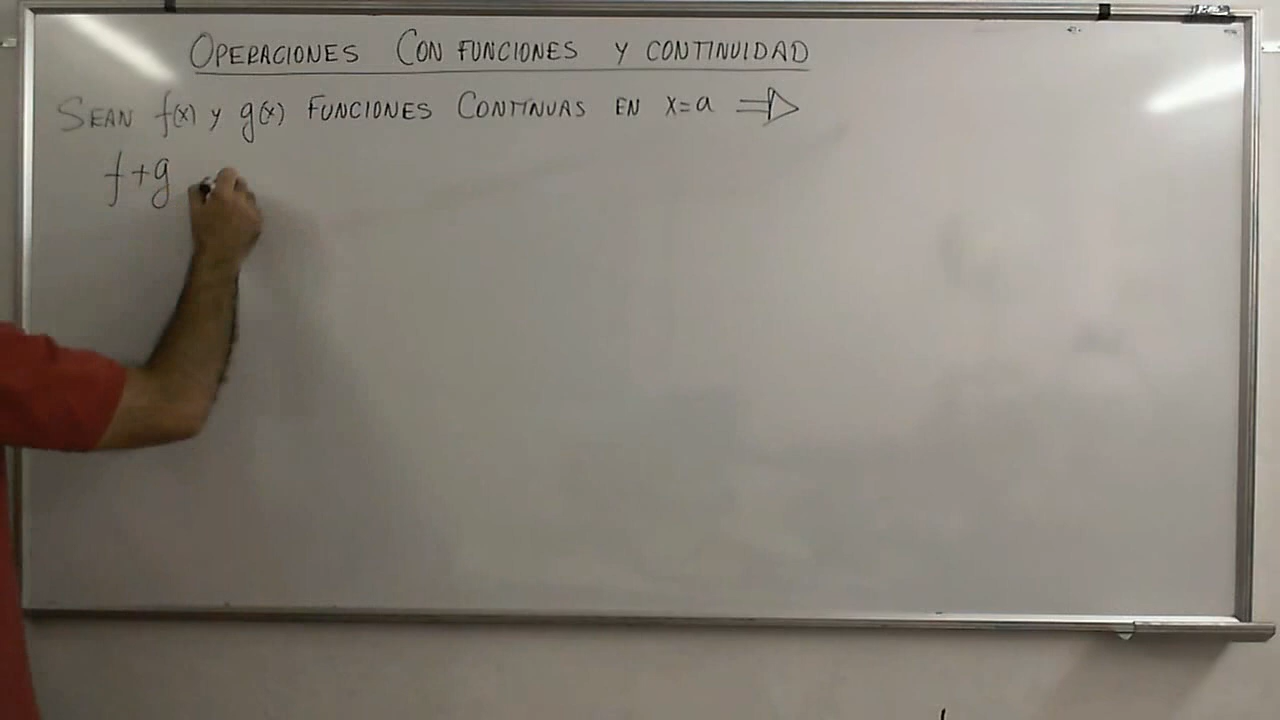 OPERACIONES CON FUNCIONES Y CONTINUIDAD
SEAN f(x) y g(x) FUNCIONES CONTINUAS EN x=a ⇒
f+g